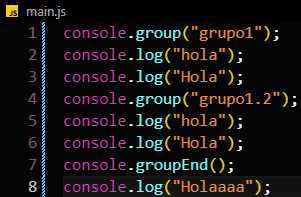 JS main.js
1 console.group("grupo1");
2 console.log("hola");
3 console.log("Hola");
4 console.group("grupo1.2");
5 console.log("hola");
6 console.log("Hola");
7 console.groupEnd();
8 console.log("Holaaaa");